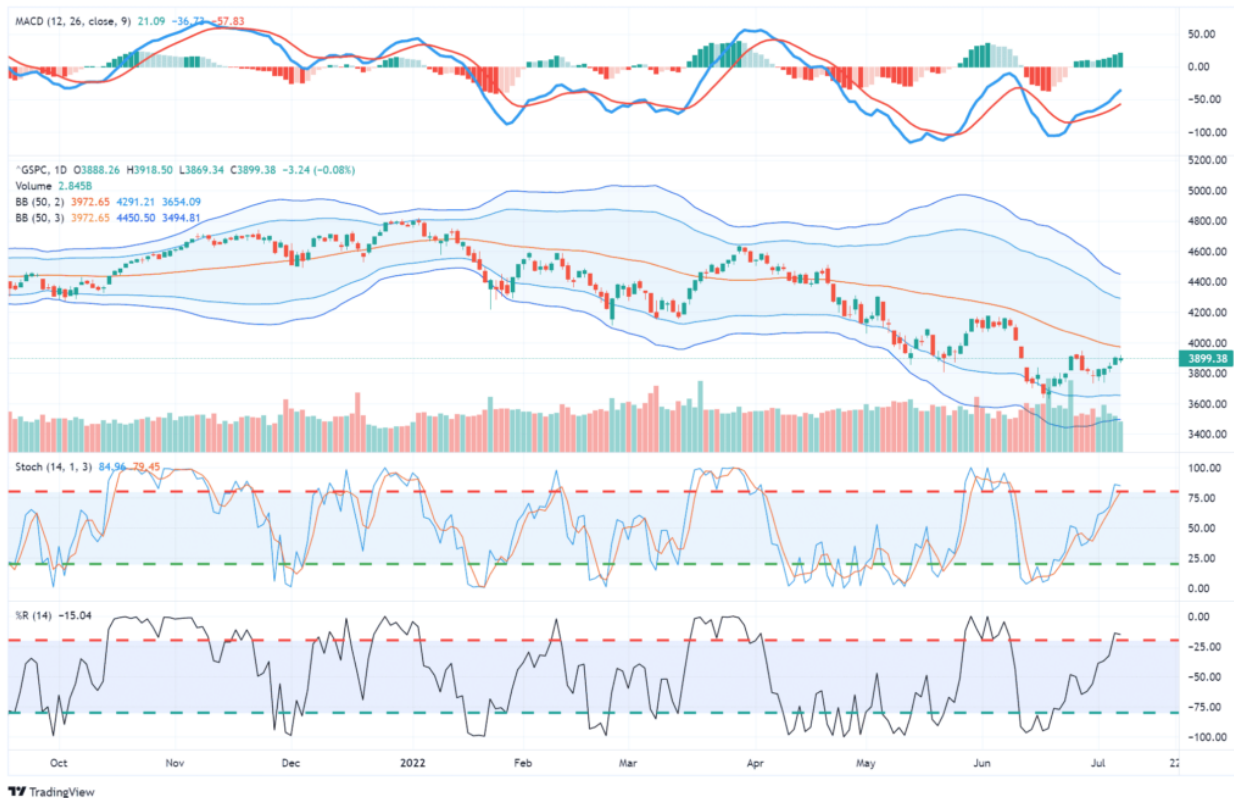 MACD (12, 26, close, 9) 21.09 −36.73 −57.83
50.00
0.00
−50.00
−100.00
5200.00
^GSPC, 1D O3888.26 H3918.50 L3869.34 C3899.38 −3.24 (−0.08%)
Volume 2.845B
BB (50, 2) 3972.65 4291.21 3654.09
BB (50, 3) 3972.65 4450.50 3494.81
5000.00
4800.00
4600.00
4400.00
4200.00
4000.00
3899.38
3800.00
3600.00
3400.00
Stoch (14, 1, 3) 84.96 79.45
100.00
75.00
50.00
25.00
0.00
%R (14) −15.04
0.00
−25.00
−50.00
−75.00
−100.00
Oct Nov Dec 2022 Feb Mar Apr May Jun Jul 22
TradingView